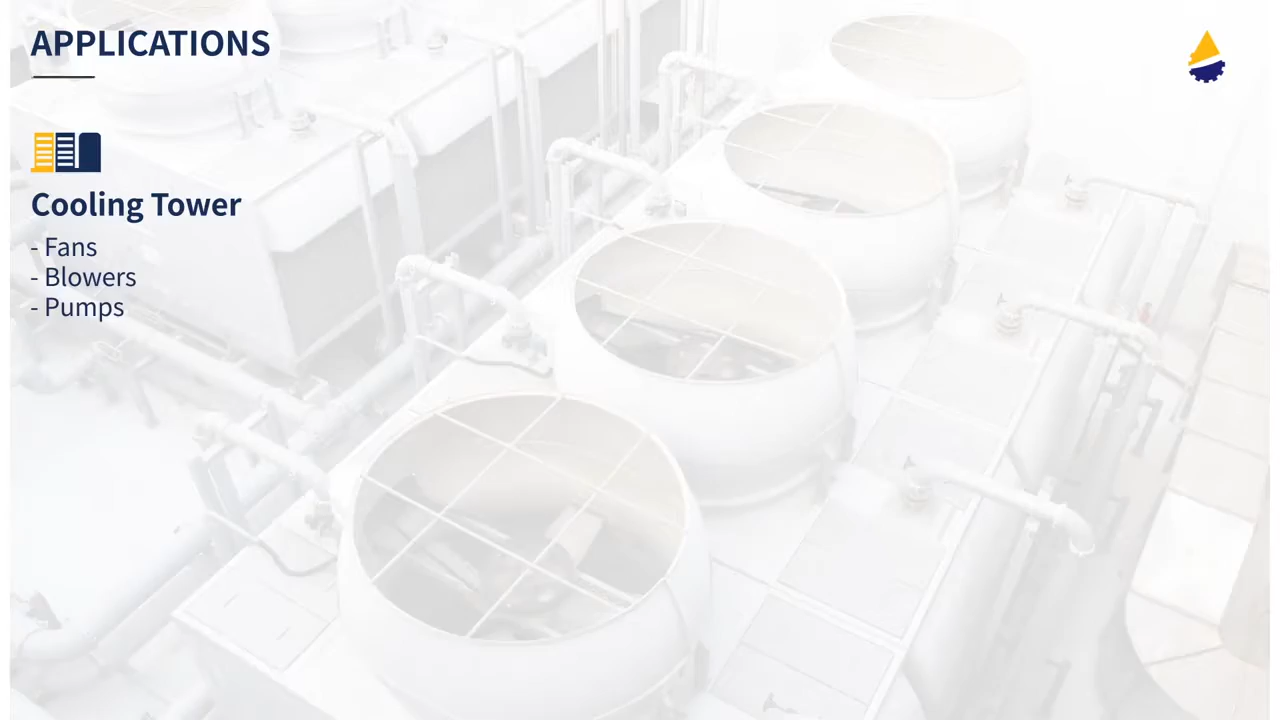 APPLICATIONS
Cooling Tower
- Fans
- Blowers
- Pumps